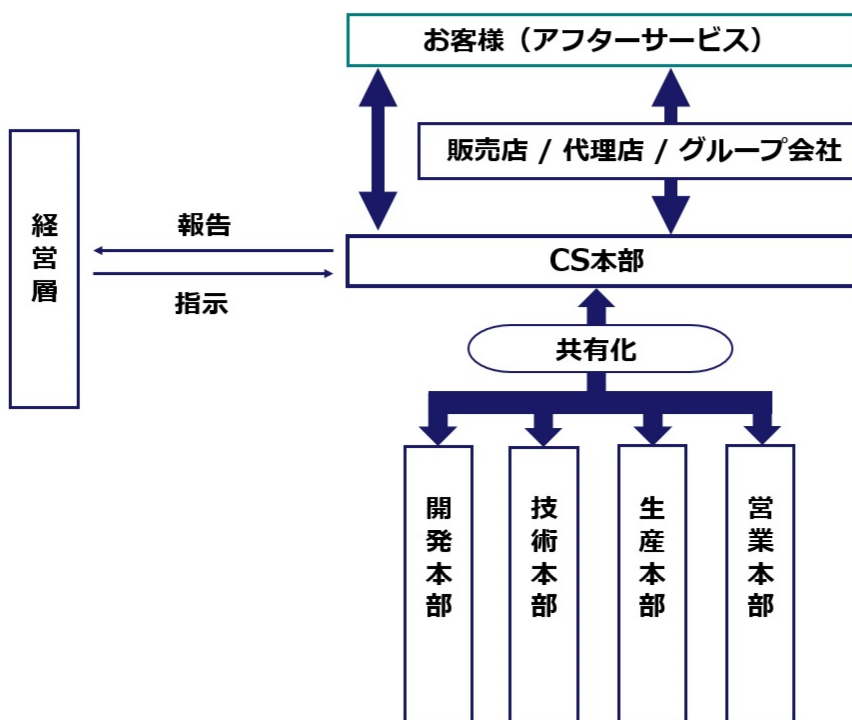 お客様（アフターサービス）
販売店 / 代理店 / グループ会社
経営層
報告
指示
CS本部
共有化
開発本部
技術本部
生産本部
営業本部